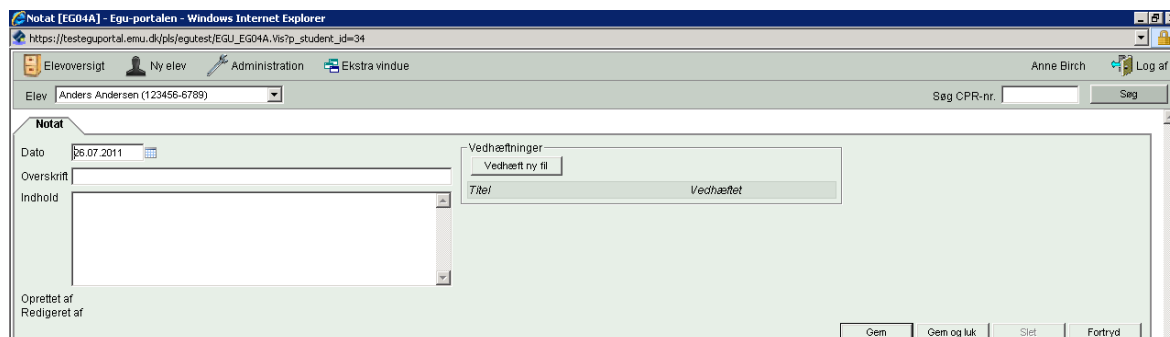 Notat [EG04A] - Egu-portalen - Windows Internet Explorer
https://testeguportal.emu.dk/pls/egutest/EGU_EG04A.Vis?p_student_id=34
Elevoversigt Ny elev Administration Ekstra vindue Anne Birch Log af
Elev Anders Andersen (123456-6789) Søg CPR-nr. Søg
Notat
Dato 26.07.2011
Overskrift
Indhold
Vedhæftninger
Vedhæft ny fil
Titel Vedhæftet
Oprettet af
Redigeret af
Gem Gem og luk Slet Fortryd